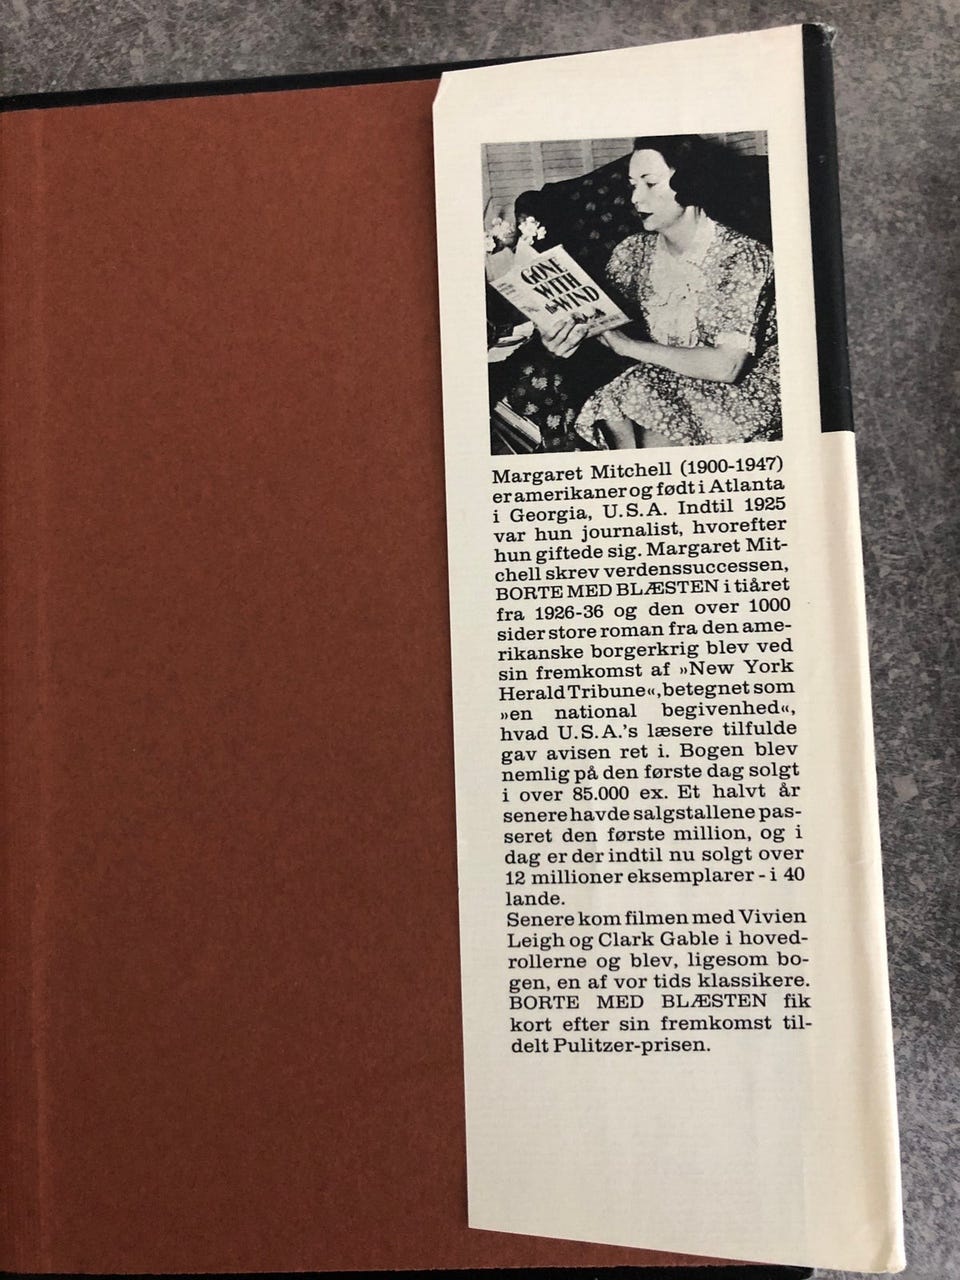 GONE
WITH
the WIND
Margaret Mitchell (1900-1947)
er amerikaner og født i Atlanta
i Georgia, U.S.A. Indtil 1925
var hun journalist, hvorefter
hun giftede sig. Margaret Mit-
chell skrev verdenssuccessen,
BORTE MED BLÆSTEN i tiåret
fra 1926-36 og den over 1000
sider store roman fra den ame-
rikanske borgerkrig blev ved
sin fremkomst af »New York
Herald Tribune«, betegnet som
»en national begivenhed«,
hvad U.S.A.'s læsere tilfulde
gav avisen ret i. Bogen blev
nemlig på den første dag solgt
i over 85.000 ex. Et halvt år
senere havde salgstallene pas-
seret den første million, og i
dag er der indtil nu solgt over
12 millioner eksemplarer - i 40
lande.
Senere kom filmen med Vivien
Leigh og Clark Gable i hoved-
rollerne og blev, ligesom bo-
gen, en af vor tids klassikere.
BORTE MED BLÆSTEN fik
kort efter sin fremkomst til-
delt Pulitzer-prisen.